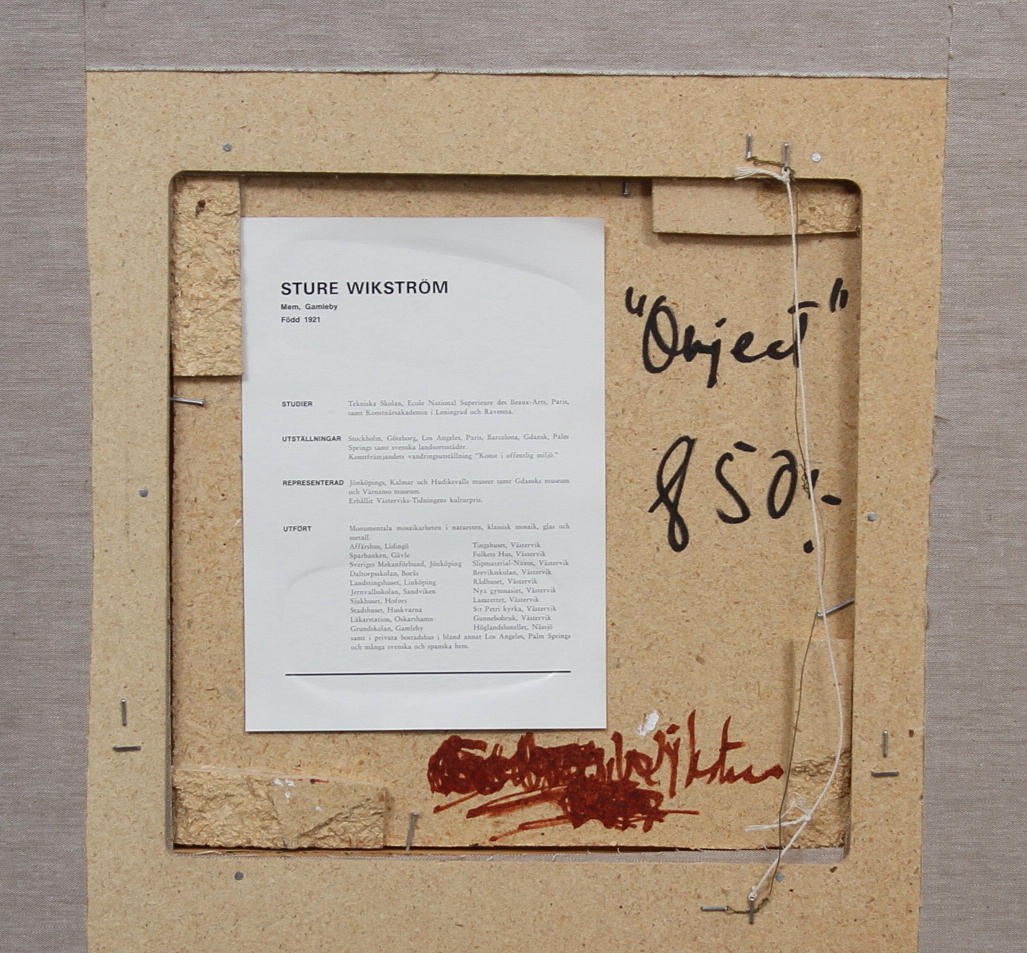 STURE WIKSTRÖM
Mem, Gamleby
Född 1921
STUDIER Tekniska Skolan, Ecole National Superieure des Beaux-Arts, Paris,
samt Konstnärsakademin i Leningrad och Ravenna.
UTSTÄLLNINGAR Stockholm, Göteborg, Los Angeles, Paris, Barcelona, Gdansk, Palm
Springs samt svenska landsortsstäder.
Konstfrämjandets vandringsutställning "Konst i offentlig miljö."
REPRESENTERAD Jönköpings, Kalmar och Hudiksvalls museer samt Gdansks museum
och Värnamo museum.
Erhållit Västerviks-Tidningens kulturpris.
UTFÖRT Monumentala mosaikarbeten i natursten, klassisk mosaik, glas och
metall.
Affärshus, Lidingö Tingshuset, Västervik
Sparbanken, Gävle Folkets Hus, Västervik
Sveriges Mekanförbund, Jönköping Slipmaterial-Naxos, Västervik
Daltorpsskolan, Borås Breviksskolan, Västervik
Landstingshuset, Linköping Rådhuset, Västervik
Jernvallsskolan, Sandviken Nya gymnasiet, Västervik
Sjukhuset, Hofors Lasarettet, Västervik
Stadshuset, Huskvarna S:t Petri kyrka, Västervik
Läkarstation, Oskarshamn Gunnebobruk, Västervik
Grundskolan, Gamleby Höglandshotellet, Nässjö
samt i privata bostadshus i bland annat Los Angeles, Palm Springs
och många svenska och spanska hem.
"Object"
850:-